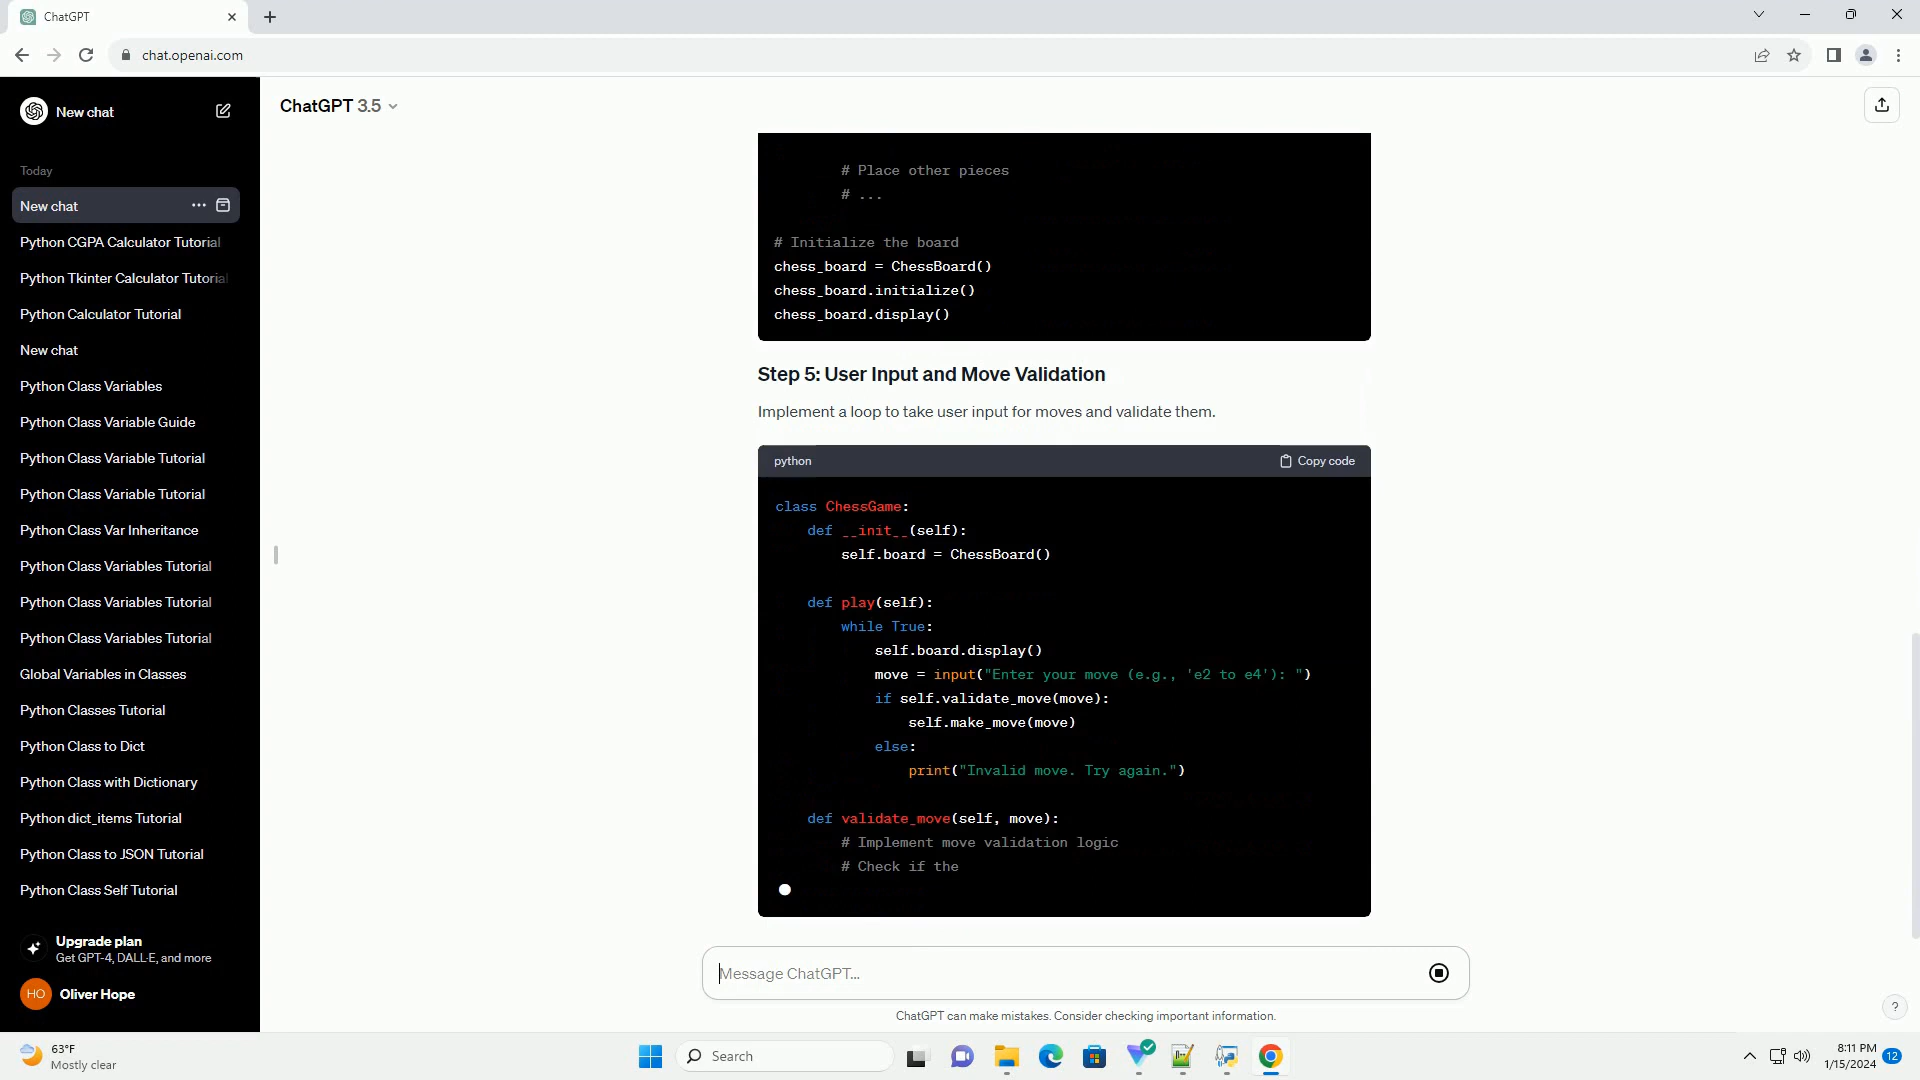 ChatGPT
chat.openai.com
New chat
Today
New chat
Python CGPA Calculator Tutorial
Python Tkinter Calculator Tutorial
Python Calculator Tutorial
New chat
Python Class Variables
Python Class Variable Guide
Python Class Variable Tutorial
Python Class Variable Tutorial
Python Class Var Inheritance
Python Class Variables Tutorial
Python Class Variables Tutorial
Python Class Variables Tutorial
Global Variables in Classes
Python Classes Tutorial
Python Class to Dict
Python Class with Dictionary
Python dict_items Tutorial
Python Class to JSON Tutorial
Python Class Self Tutorial
Upgrade plan
Get GPT-4, DALL·E, and more
HO Oliver Hope
ChatGPT 3.5
# Place other pieces
# ...
# Initialize the board
chess_board = ChessBoard()
chess_board.initialize()
chess_board.display()
Step 5: User Input and Move Validation
Implement a loop to take user input for moves and validate them.
python Copy code
class ChessGame:
def __init__(self):
self.board = ChessBoard()
def play(self):
while True:
self.board.display()
move = input("Enter your move (e.g., 'e2 to e4'): ")
if self.validate_move(move):
self.make_move(move)
else:
print("Invalid move. Try again.")
def validate_move(self, move):
# Implement move validation logic
# Check if the
Message ChatGPT...
ChatGPT can make mistakes. Consider checking important information.
?
63°F
Mostly clear
Search
8:11 PM
1/15/2024
12